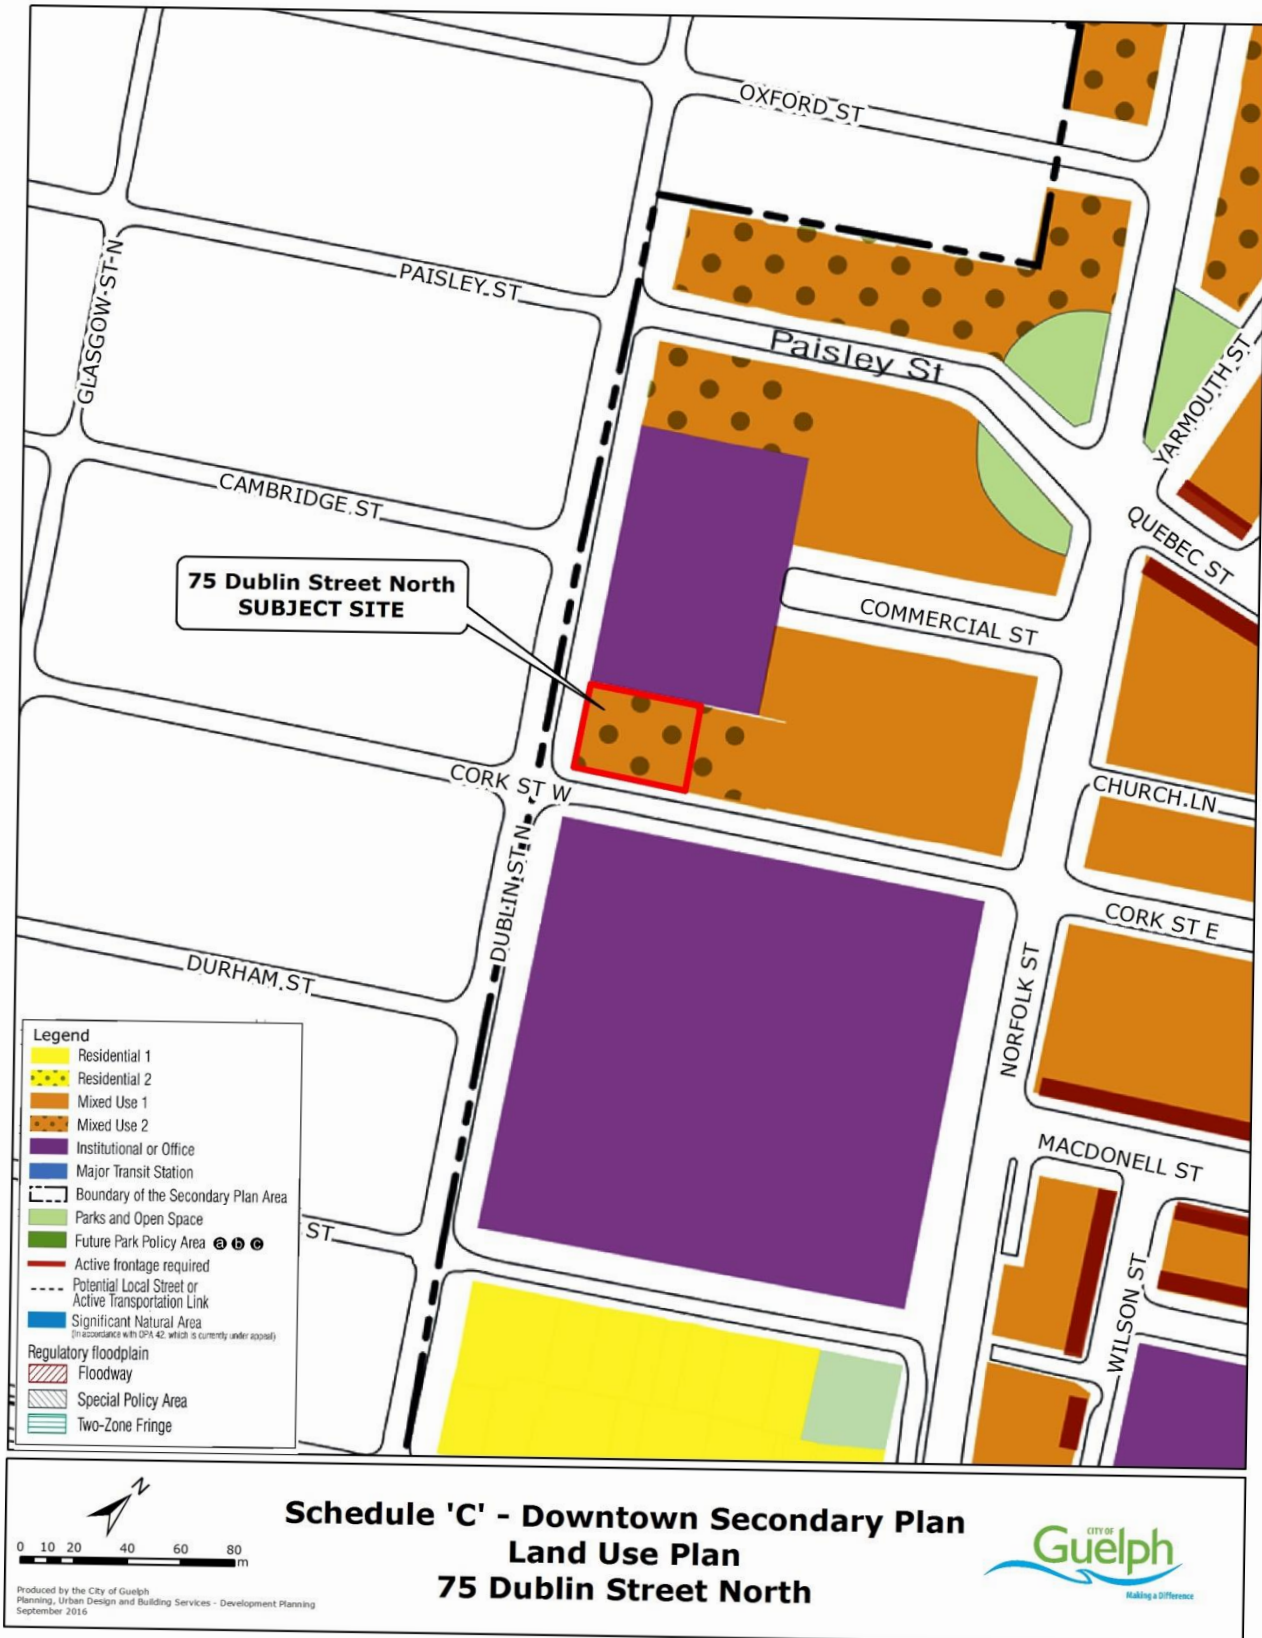 OXFORD ST
GLASGOW ST N
PAISLEY ST
Paisley St
YARMOUTH ST
CAMBRIDGE ST
QUEBEC ST
75 Dublin Street North
SUBJECT SITE
COMMERCIAL ST
CORK ST W
CHURCH LN
DUBLIN ST N
CORK ST E
DURHAM ST
NORFOLK ST
MACDONELL ST
ST
WILSON ST
Legend
Residential 1
Residential 2
Mixed Use 1
Mixed Use 2
Institutional or Office
Major Transit Station
Boundary of the Secondary Plan Area
Parks and Open Space
Future Park Policy Area a b c
Active frontage required
Potential Local Street or
Active Transportation Link
Significant Natural Area
(in accordance with OPA 42, which is currently under appeal)
Regulatory floodplain
Floodway
Special Policy Area
Two-Zone Fringe
N
0 10 20 40 60 80
m
Produced by the City of Guelph
Planning, Urban Design and Building Services - Development Planning
September 2016
Schedule 'C' - Downtown Secondary Plan
Land Use Plan
75 Dublin Street North
CITY OF
Guelph
Making a Difference